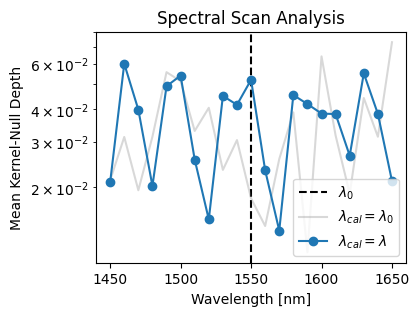 Spectral Scan Analysis
Mean Kernel-Null Depth
6 × 10⁻²
4 × 10⁻²
3 × 10⁻²
2 × 10⁻²
λ₀
λ_cal = λ₀
λ_cal = λ
1450 1500 1550 1600 1650
Wavelength [nm]